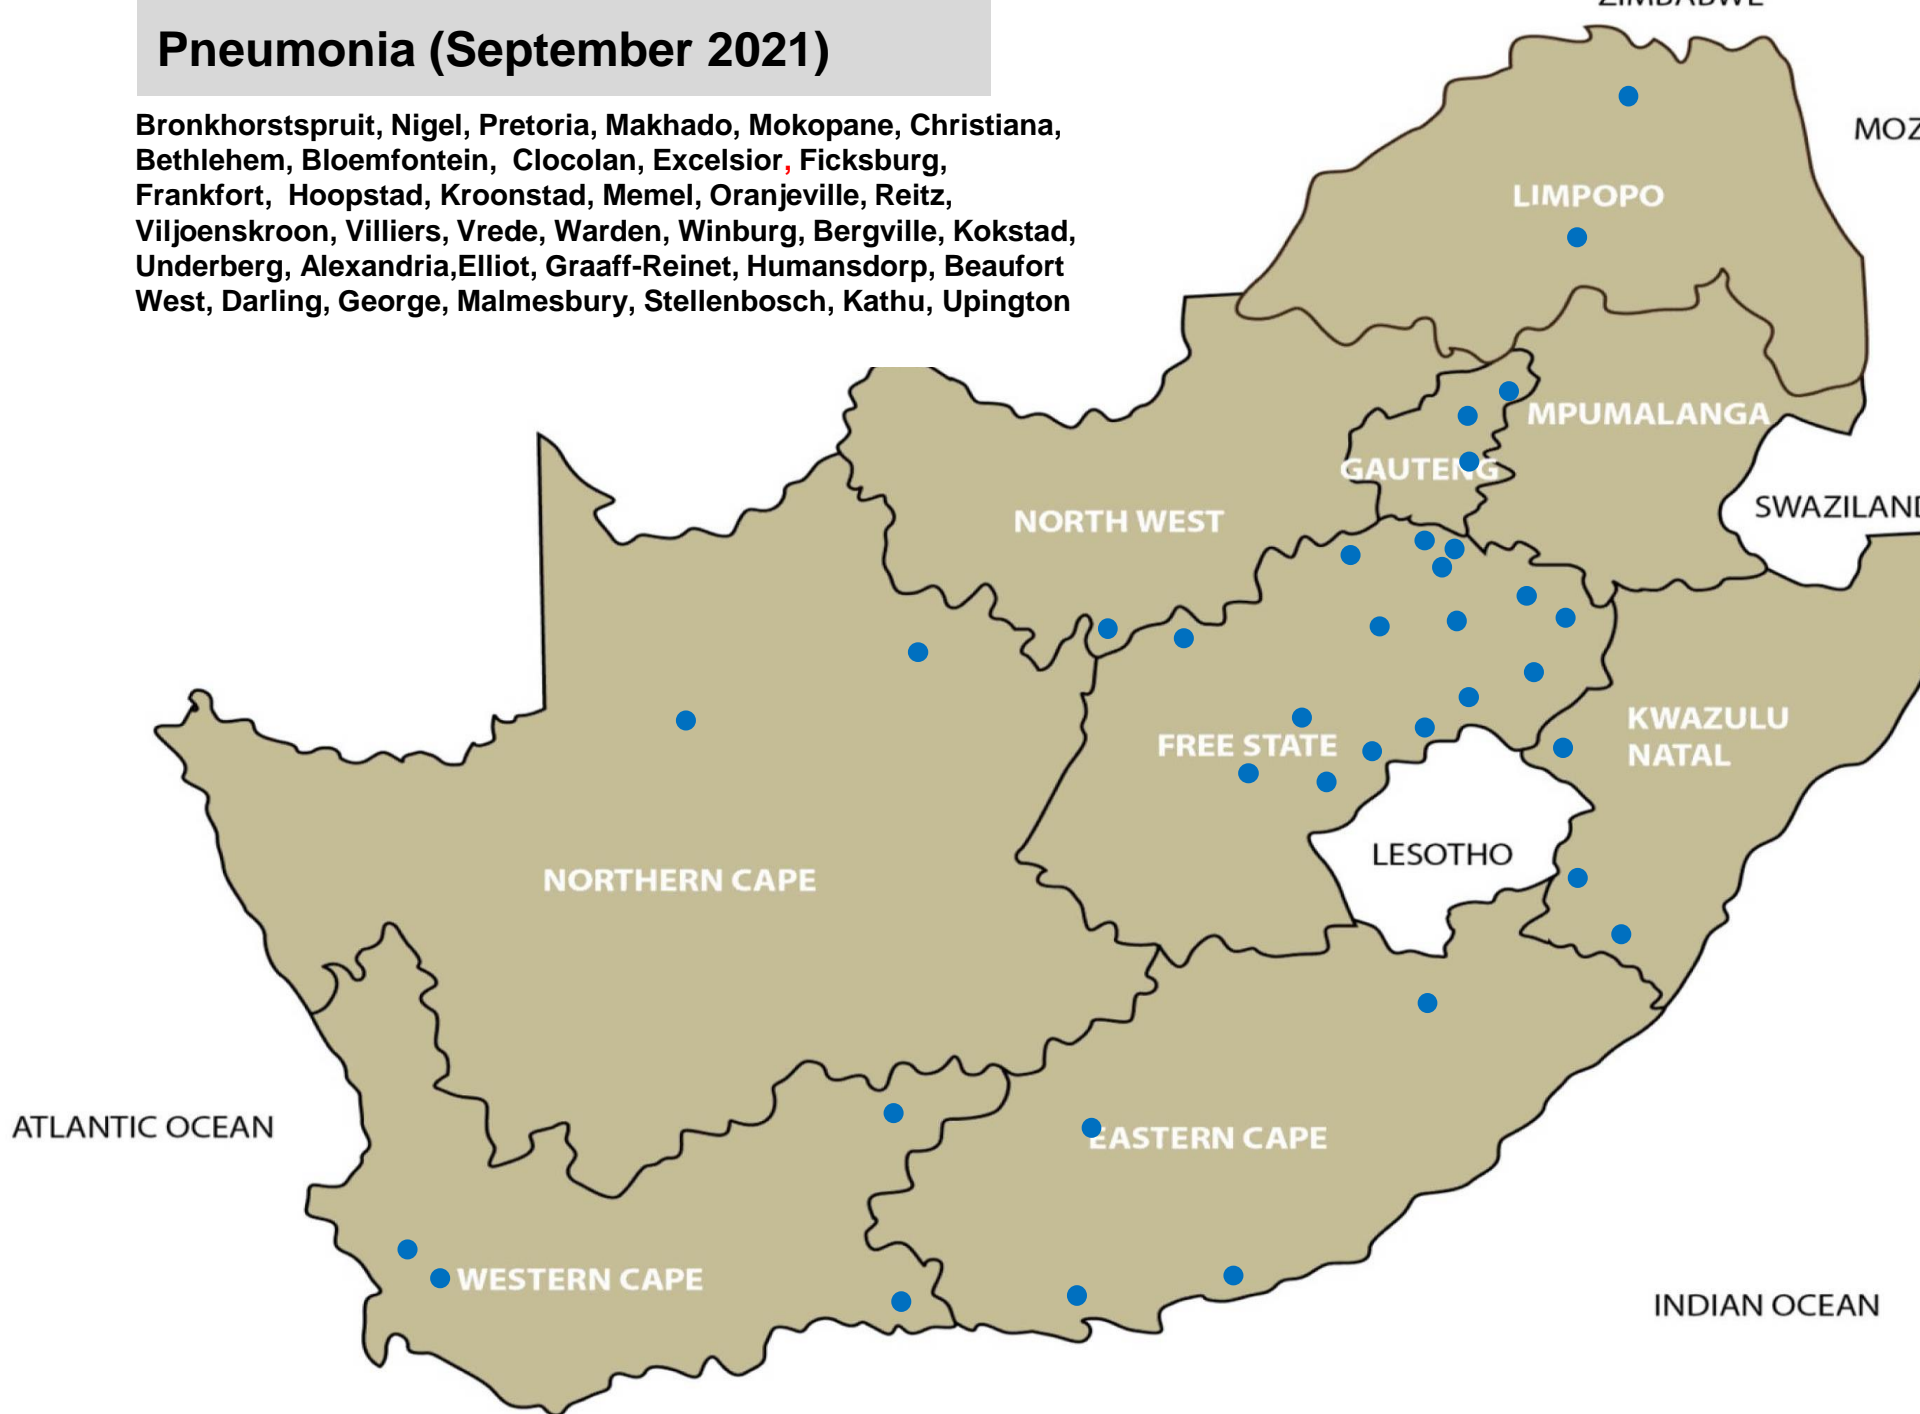 ZIMBABWE
Pneumonia (September 2021)
Bronkhorstspruit, Nigel, Pretoria, Makhado, Mokopane, Christiana,
Bethlehem, Bloemfontein, Clocolan, Excelsior, Ficksburg,
Frankfort, Hoopstad, Kroonstad, Memel, Oranjeville, Reitz,
Viljoenskroon, Villiers, Vrede, Warden, Winburg, Bergville, Kokstad,
Underberg, Alexandria,Elliot, Graaff-Reinet, Humansdorp, Beaufort
West, Darling, George, Malmesbury, Stellenbosch, Kathu, Upington
MOZ
LIMPOPO
MPUMALANGA
GAUTENG
SWAZILAND
NORTH WEST
KWAZULU
NATAL
FREE STATE
LESOTHO
NORTHERN CAPE
ATLANTIC OCEAN
EASTERN CAPE
WESTERN CAPE
INDIAN OCEAN